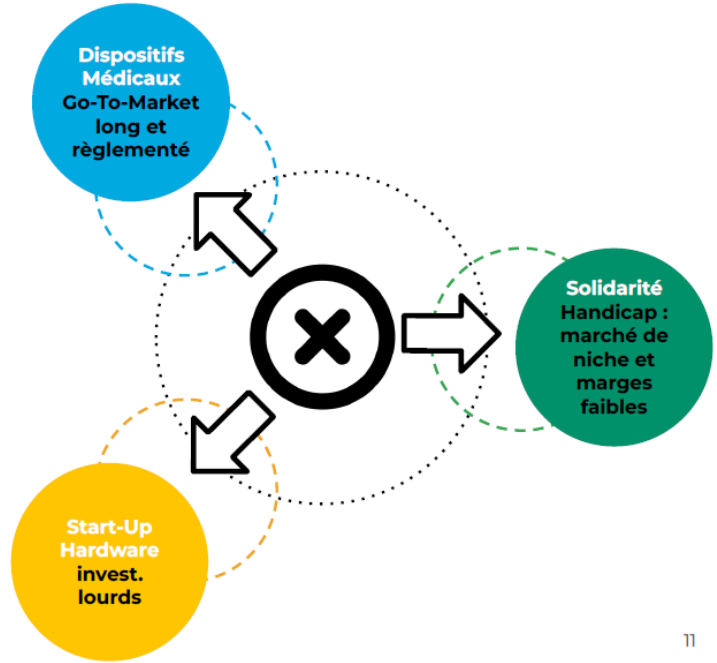 Dispositifs
Médicaux
Go-To-Market
long et
règlementé
Solidarité
Handicap :
marché de
niche et
marges
faibles
Start-Up
Hardware
invest.
lourds
11